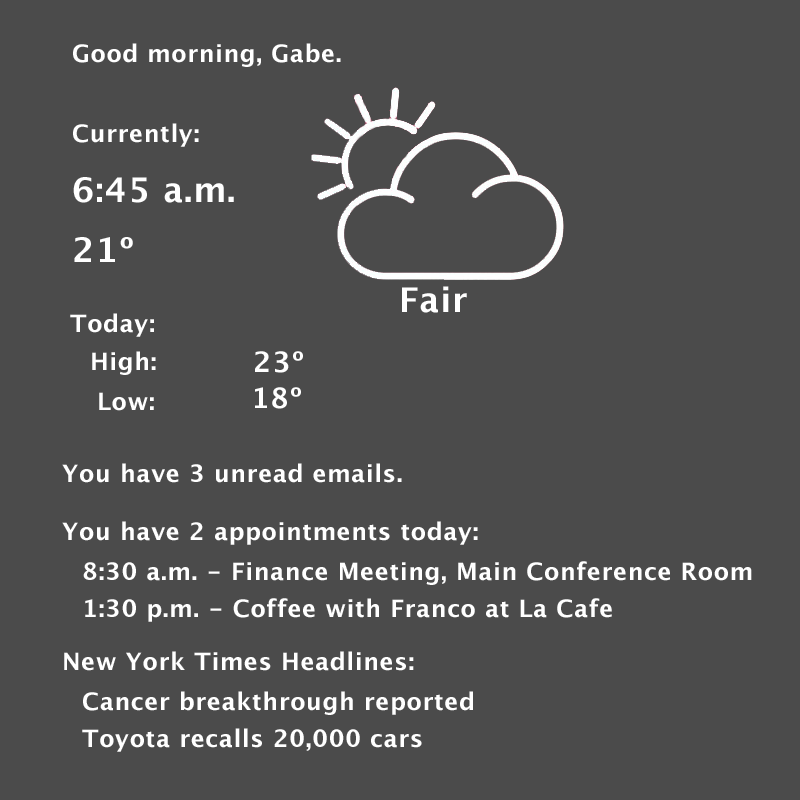 Good morning, Gabe.
Currently:
6:45 a.m.
21º
Fair
Today:
High: 23º
Low: 18º
You have 3 unread emails.
You have 2 appointments today:
8:30 a.m. – Finance Meeting, Main Conference Room
1:30 p.m. – Coffee with Franco at La Cafe
New York Times Headlines:
Cancer breakthrough reported
Toyota recalls 20,000 cars